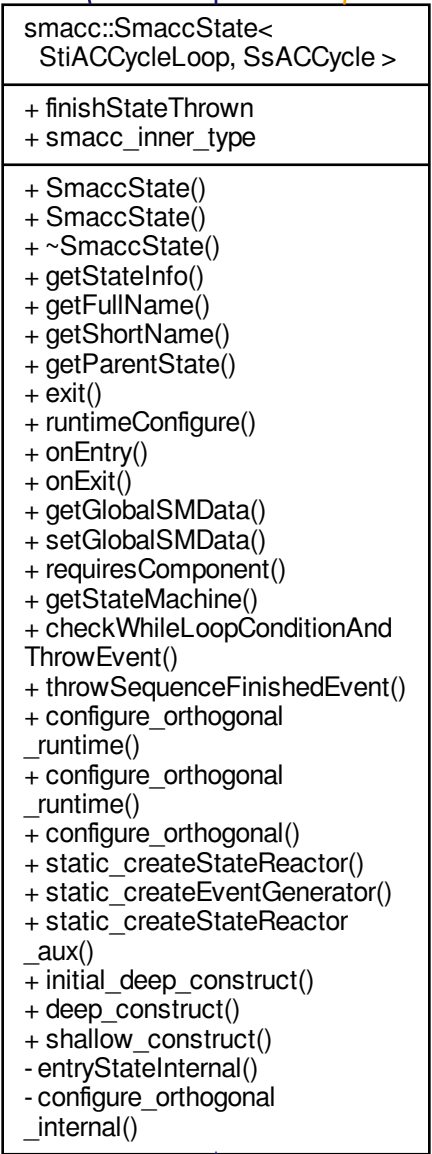 smacc::SmaccState<
StiACCycleLoop, SsACCycle >
+ finishStateThrown
+ smacc_inner_type
+ SmaccState()
+ SmaccState()
+ ~SmaccState()
+ getStateInfo()
+ getFullName()
+ getShortName()
+ getParentState()
+ exit()
+ runtimeConfigure()
+ onEntry()
+ onExit()
+ getGlobalSMData()
+ setGlobalSMData()
+ requiresComponent()
+ getStateMachine()
+ checkWhileLoopConditionAnd
ThrowEvent()
+ throwSequenceFinishedEvent()
+ configure_orthogonal
_runtime()
+ configure_orthogonal
_runtime()
+ configure_orthogonal()
+ static_createStateReactor()
+ static_createEventGenerator()
+ static_createStateReactor
_aux()
+ initial_deep_construct()
+ deep_construct()
+ shallow_construct()
- entryStateInternal()
- configure_orthogonal
_internal()